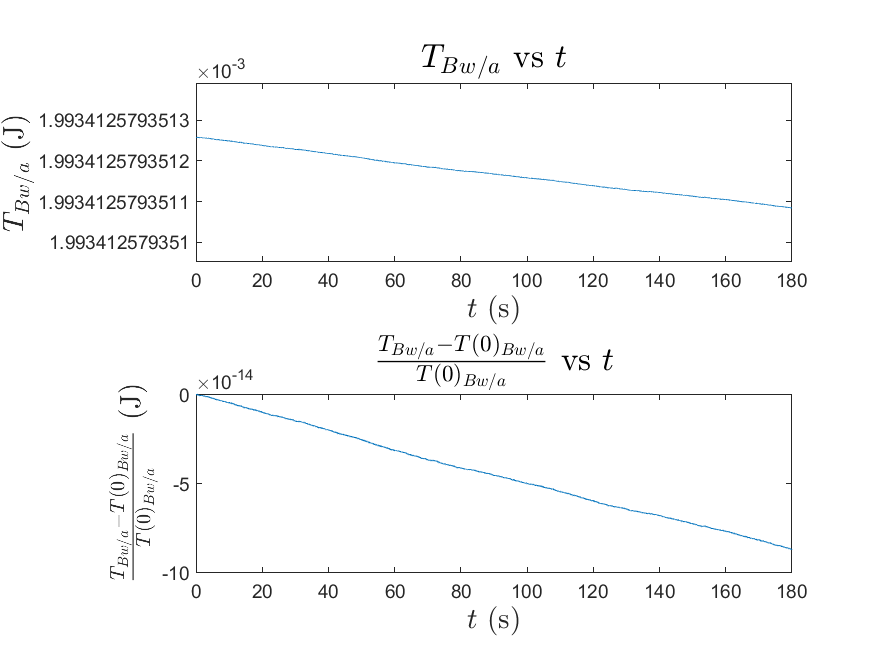 T_{Bw/a} vs t
×10^{-3}
T_{Bw/a} (J)
1.9934125793513
1.9934125793512
1.9934125793511
1.993412579351
0 20 40 60 80 100 120 140 160 180
t (s)
\frac{T_{Bw/a}-T(0)_{Bw/a}}{T(0)_{Bw/a}} vs t
×10^{-14}
\frac{T_{Bw/a}-T(0)_{Bw/a}}{T(0)_{Bw/a}} (J)
0
-5
-10
0 20 40 60 80 100 120 140 160 180
t (s)